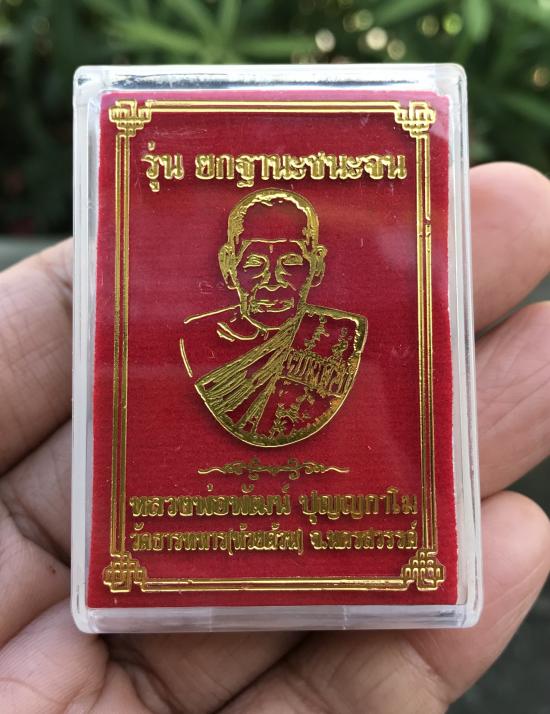 รุ่น ยกฐานะชนะจน
หลวงพ่อพัฒน์ ปุญญกาโม
วัดธารทหาร(ห้วยด้วน) จ.นครสวรรค์